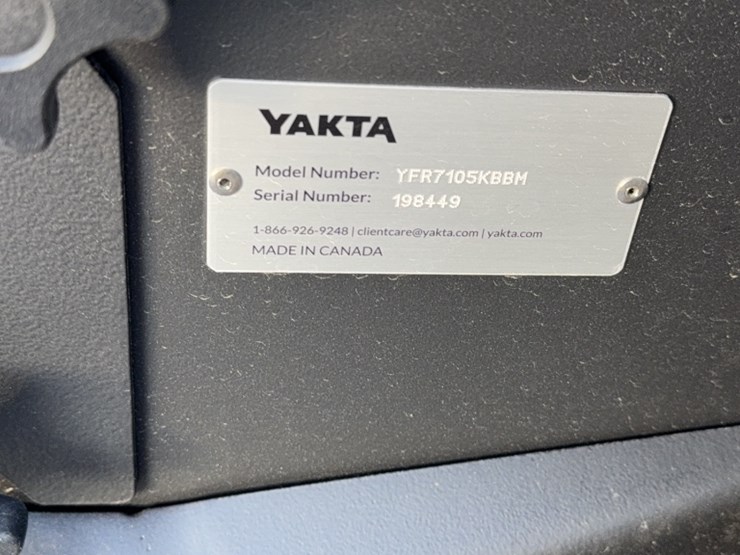 YAKTA
Model Number: YFR7105KBBM
Serial Number: 198449
1-866-926-9248 | clientcare@yakta.com | yakta.com
MADE IN CANADA